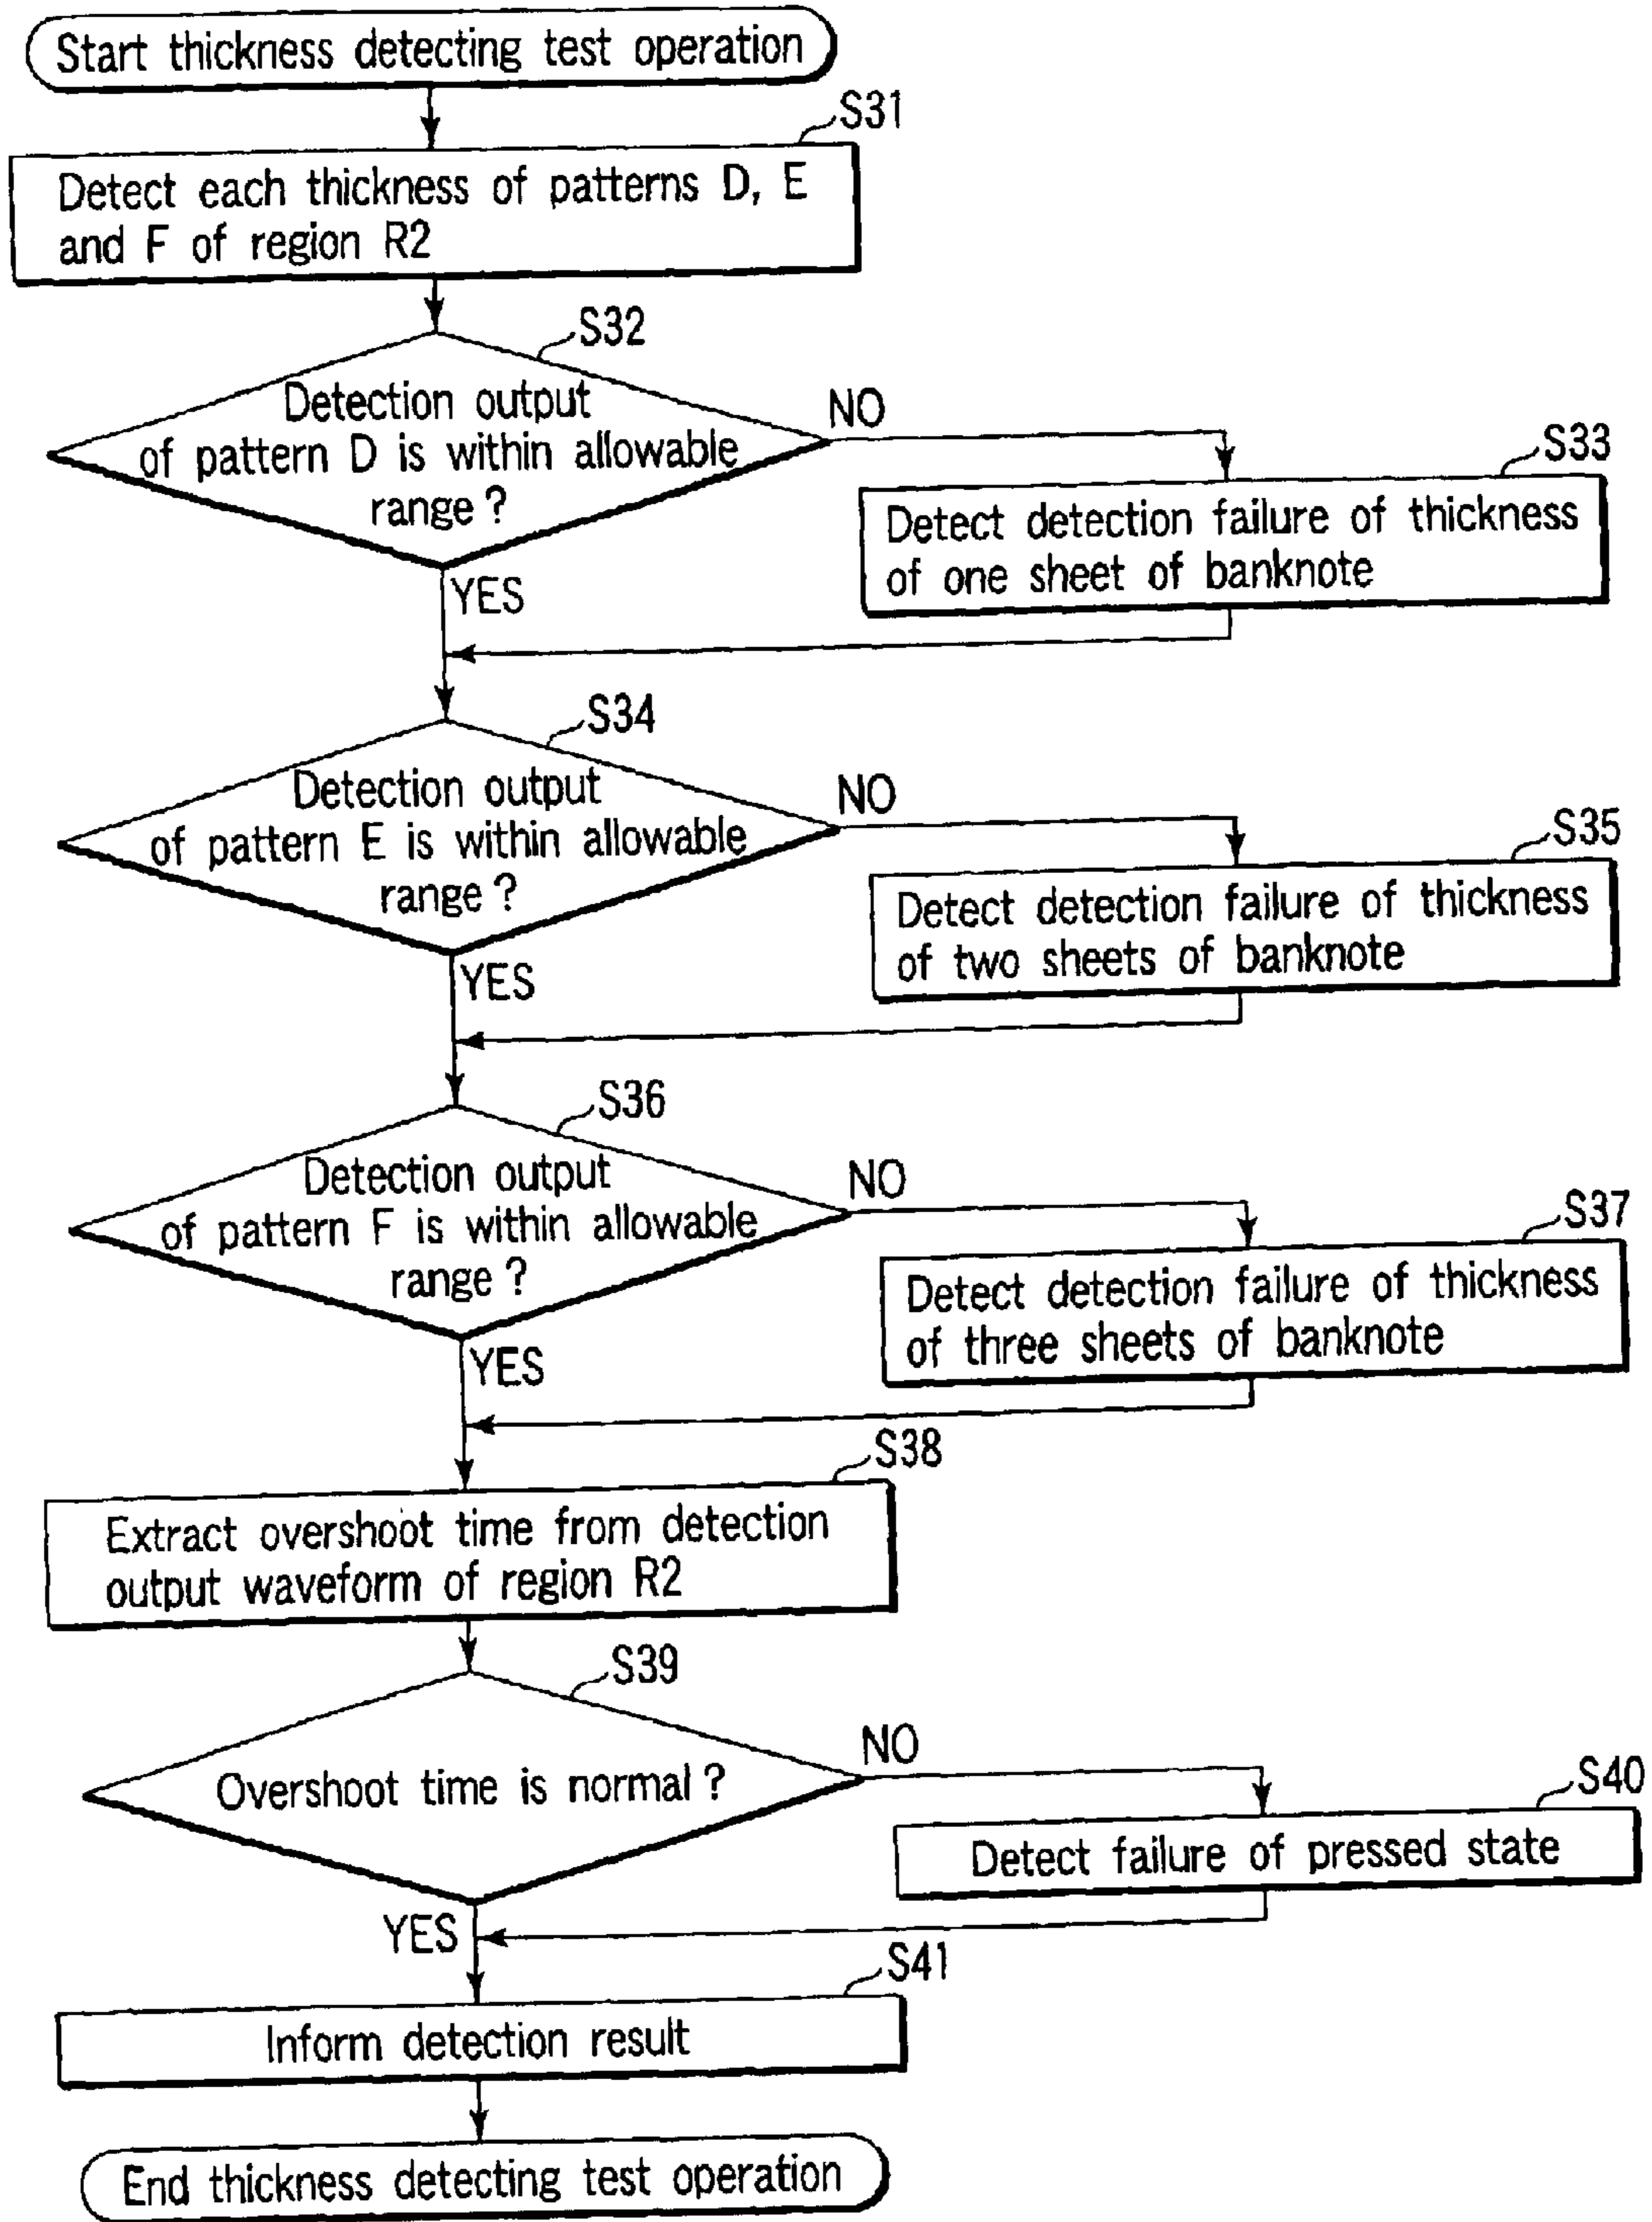 Start thickness detecting test operation
S31
Detect each thickness of patterns D, E
and F of region R2
S32
Detection output
of pattern D is within allowable
range?
NO
S33
Detect detection failure of thickness
of one sheet of banknote
YES
S34
Detection output
of pattern E is within allowable
range?
NO
S35
Detect detection failure of thickness
of two sheets of banknote
YES
S36
Detection output
of pattern F is within allowable
range?
NO
S37
Detect detection failure of thickness
of three sheets of banknote
YES
S38
Extract overshoot time from detection
output waveform of region R2
S39
Overshoot time is normal?
NO
S40
Detect failure of pressed state
YES
S41
Inform detection result
End thickness detecting test operation